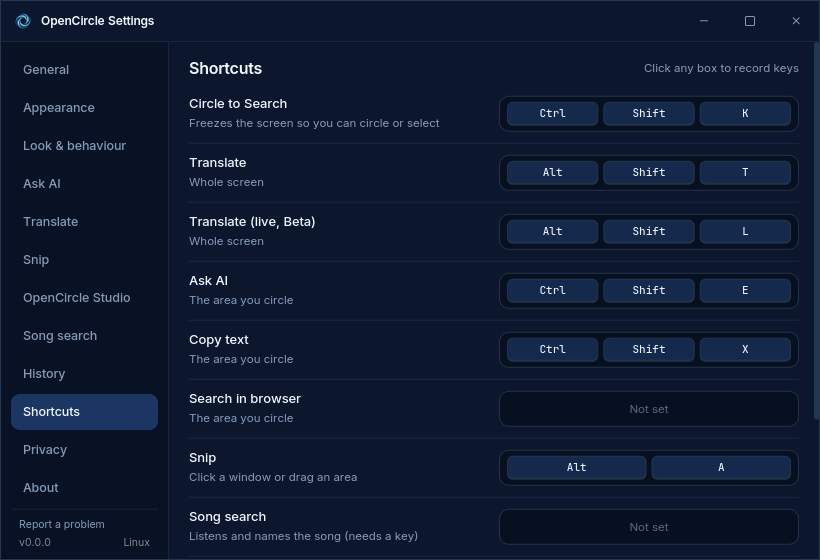 OpenCircle Settings
General
Appearance
Look & behaviour
Ask AI
Translate
Snip
OpenCircle Studio
Song search
History
Shortcuts
Privacy
About
Report a problem
v0.0.0 Linux
Shortcuts Click any box to record keys
Circle to Search
Freezes the screen so you can circle or select
Ctrl Shift K
Translate
Whole screen
Alt Shift T
Translate (live, Beta)
Whole screen
Alt Shift L
Ask AI
The area you circle
Ctrl Shift E
Copy text
The area you circle
Ctrl Shift X
Search in browser
The area you circle
Not set
Snip
Click a window or drag an area
Alt A
Song search
Listens and names the song (needs a key)
Not set